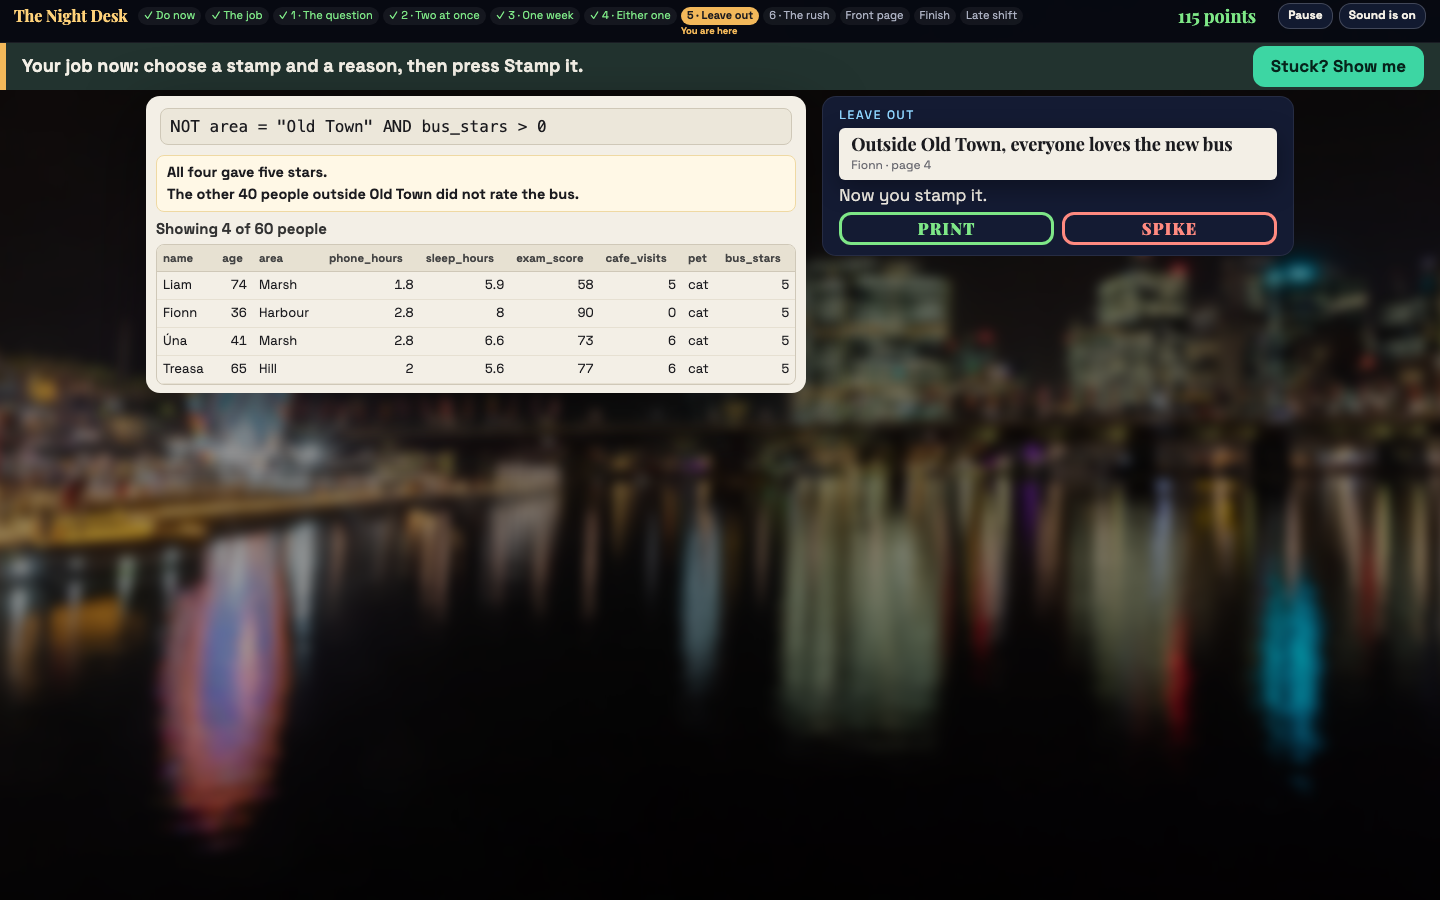 The Night Desk
✓ Do now
✓ The job
✓ 1 · The question
✓ 2 · Two at once
✓ 3 · One week
✓ 4 · Either one
5 · Leave out
6 · The rush
Front page
Finish
Late shift
You are here
115 points
Pause
Sound is on
Your job now: choose a stamp and a reason, then press Stamp it.
Stuck? Show me
NOT area = "Old Town" AND bus_stars > 0
All four gave five stars.
The other 40 people outside Old Town did not rate the bus.
Showing 4 of 60 people
name age area phone_hours sleep_hours exam_score cafe_visits pet bus_stars
Liam 74 Marsh 1.8 5.9 58 5 cat 5
Fionn 36 Harbour 2.8 8 90 0 cat 5
Úna 41 Marsh 2.8 6.6 73 6 cat 5
Treasa 65 Hill 2 5.6 77 6 cat 5
LEAVE OUT
Outside Old Town, everyone loves the new bus
Fionn · page 4
Now you stamp it.
PRINT
SPIKE